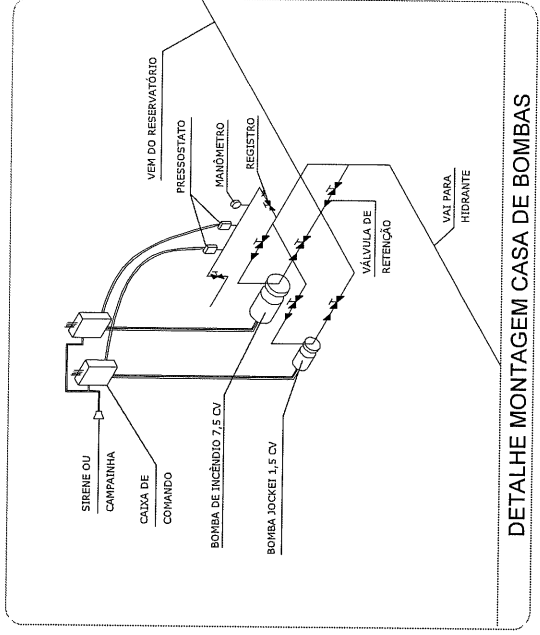 VEM DO RESERVATÓRIO
PRESSOSTATO
MANÔMETRO
REGISTRO
SIRENE OU
CAMPAINHA
CAIXA DE
COMANDO
BOMBA DE INCÊNDIO 7,5 CV
BOMBA JOCKEI 1,5 CV
VÁLVULA DE
RETENÇÃO
VAI PARA
HIDRANTE
DETALHE MONTAGEM CASA DE BOMBAS